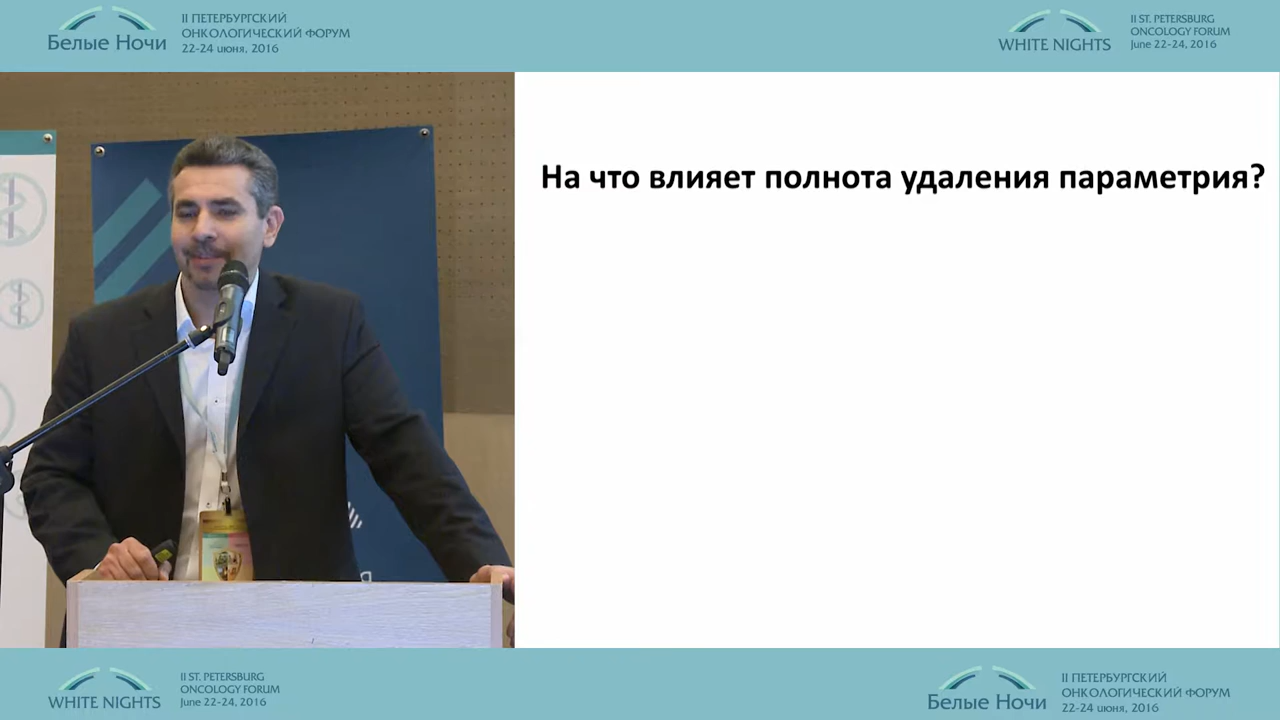 Белые Ночи
II ПЕТЕРБУРГСКИЙ
ОНКОЛОГИЧЕСКИЙ ФОРУМ
22-24 июня, 2016
WHITE NIGHTS
II ST. PETERSBURG
ONCOLOGY FORUM
June 22-24, 2016
На что влияет полнота удаления параметрия?
WHITE NIGHTS
II ST. PETERSBURG
ONCOLOGY FORUM
June 22-24, 2016
Белые Ночи
II ПЕТЕРБУРГСКИЙ
ОНКОЛОГИЧЕСКИЙ ФОРУМ
22-24 июня, 2016